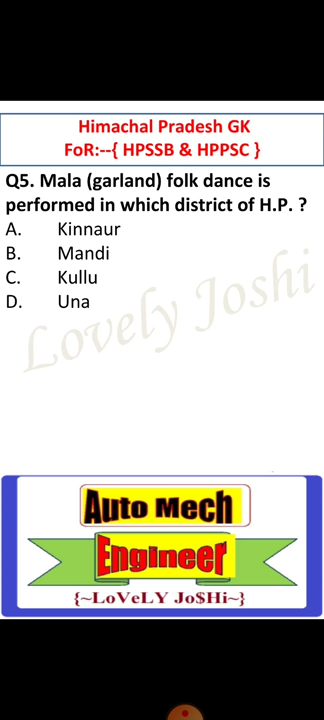 Himachal Pradesh GK
FoR:--{ HPSSB & HPPSC }
Q5. Mala (garland) folk dance is
performed in which district of H.P. ?
A. Kinnaur
B. Mandi
C. Kullu
D. Una
Lovely Joshi
Auto Mech
Engineer
{~LoVeLY Jo$Hi~}